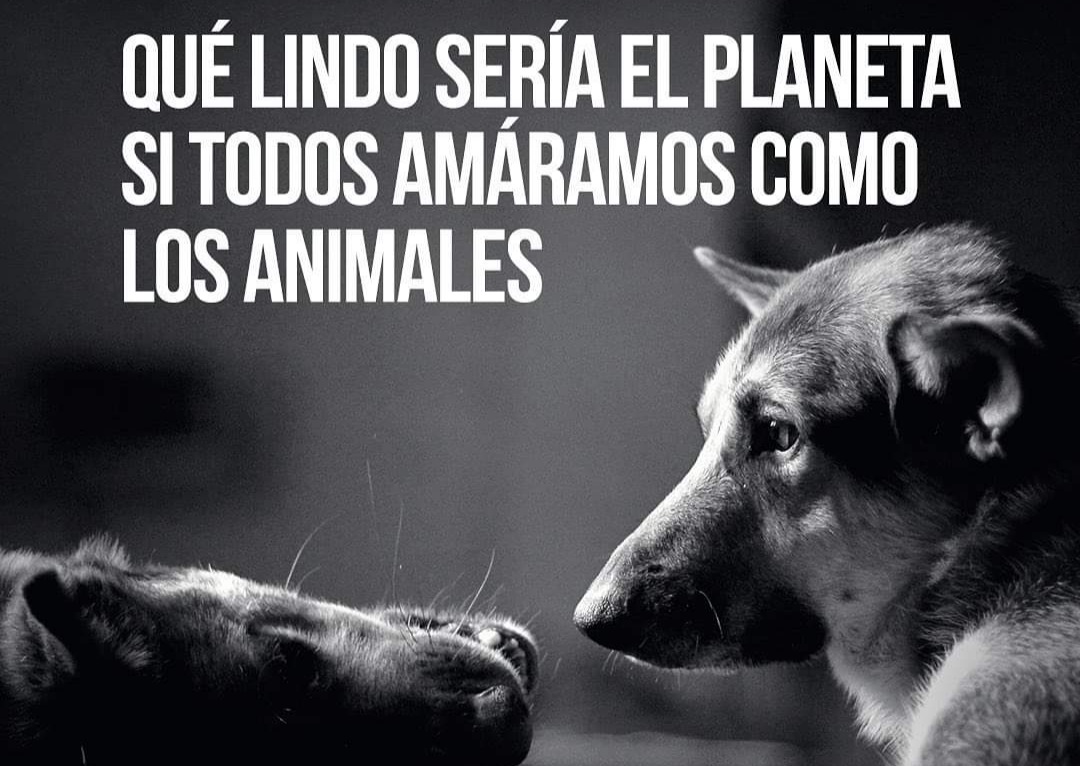 QUÉ LINDO SERÍA EL PLANETA
SI TODOS AMÁRAMOS COMO
LOS ANIMALES